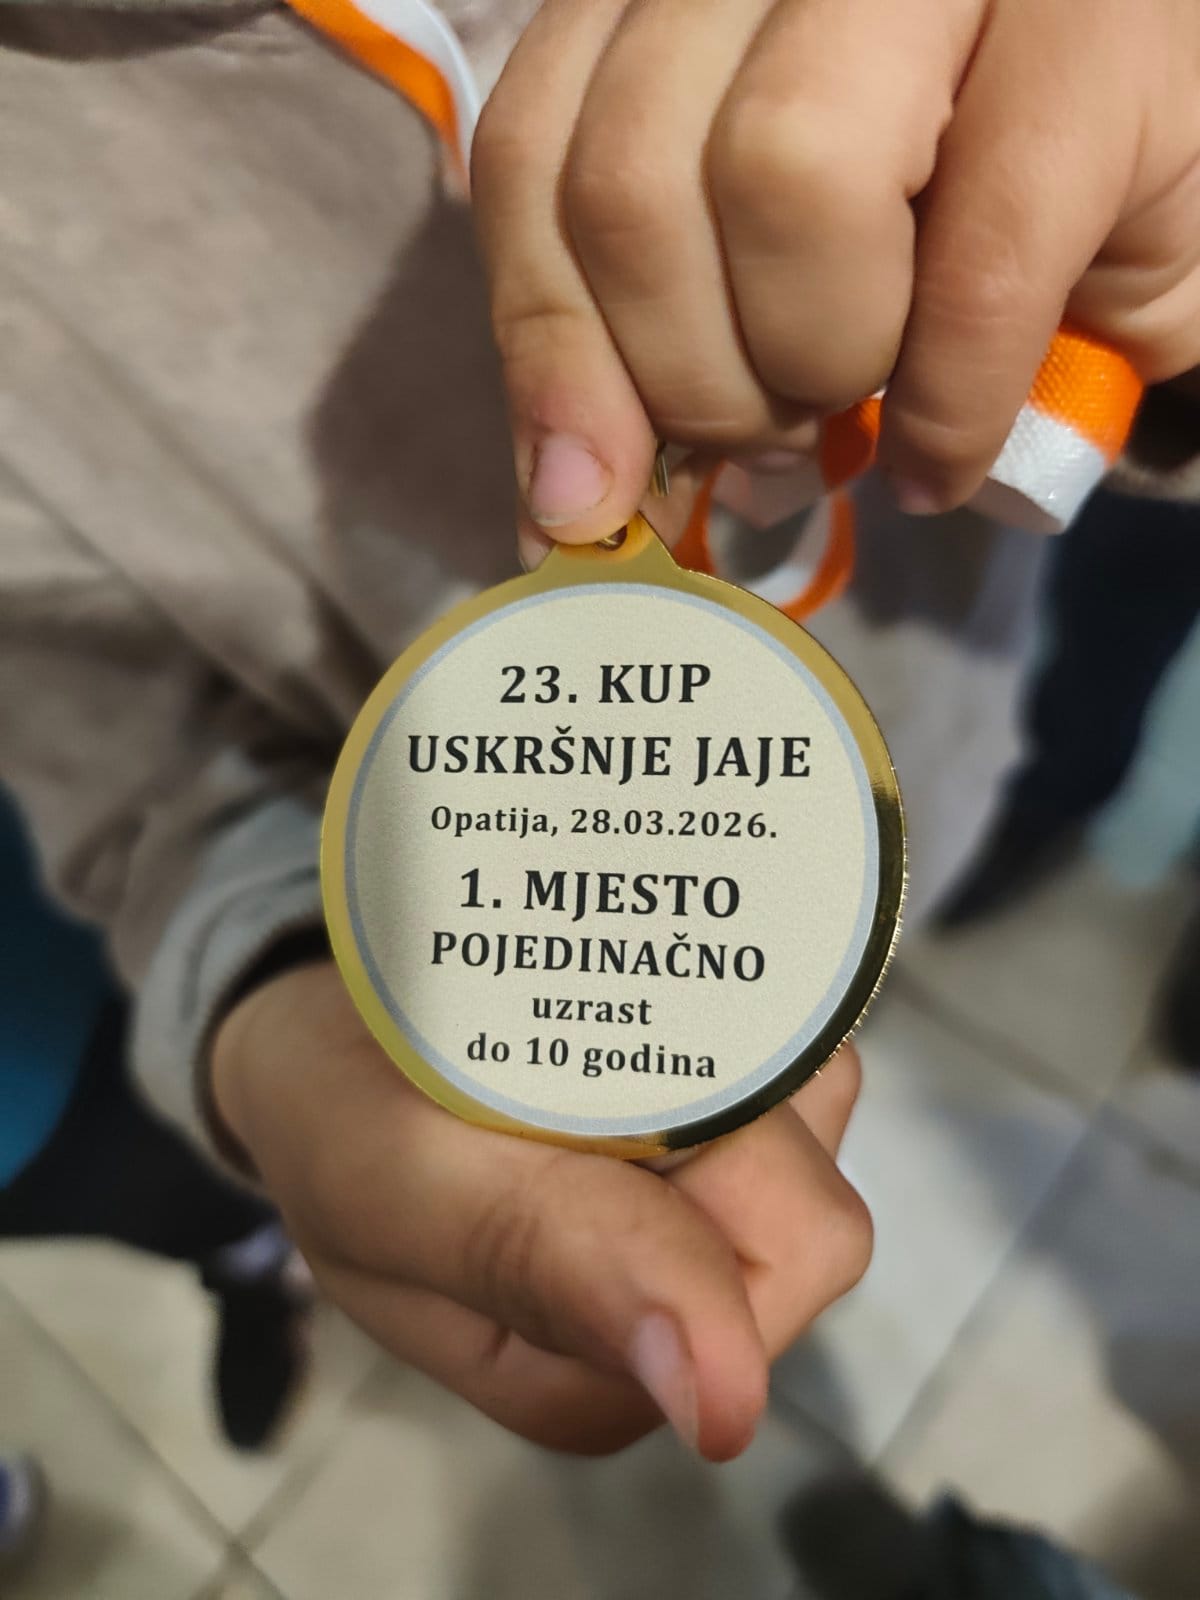 23. KUP
USKRŠNJE JAJE
Opatija, 28.03.2026.
1. MJESTO
POJEDINAČNO
uzrast
do 10 godina